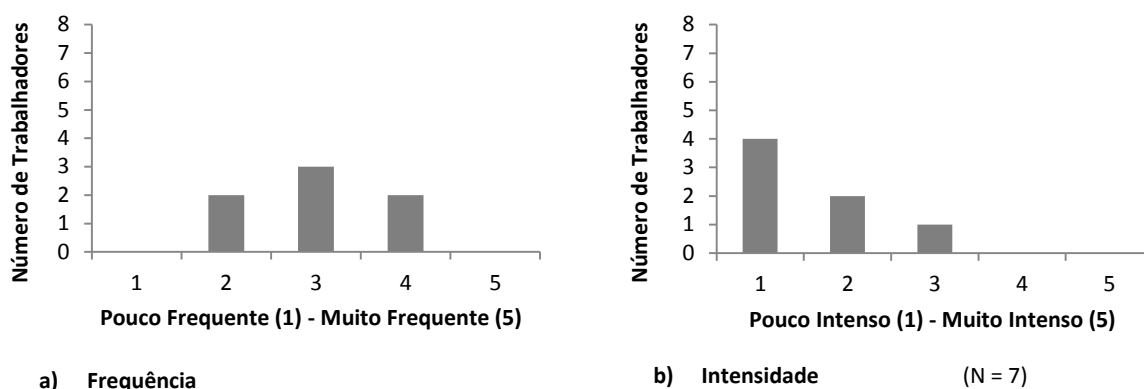 Número de Trabalhadores
8
7
6
5
4
3
2
1
0
1 2 3 4 5
Pouco Frequente (1) - Muito Frequente (5)
a) Frequência
Número de Trabalhadores
8
7
6
5
4
3
2
1
0
1 2 3 4 5
Pouco Intenso (1) - Muito Intenso (5)
b) Intensidade (N = 7)